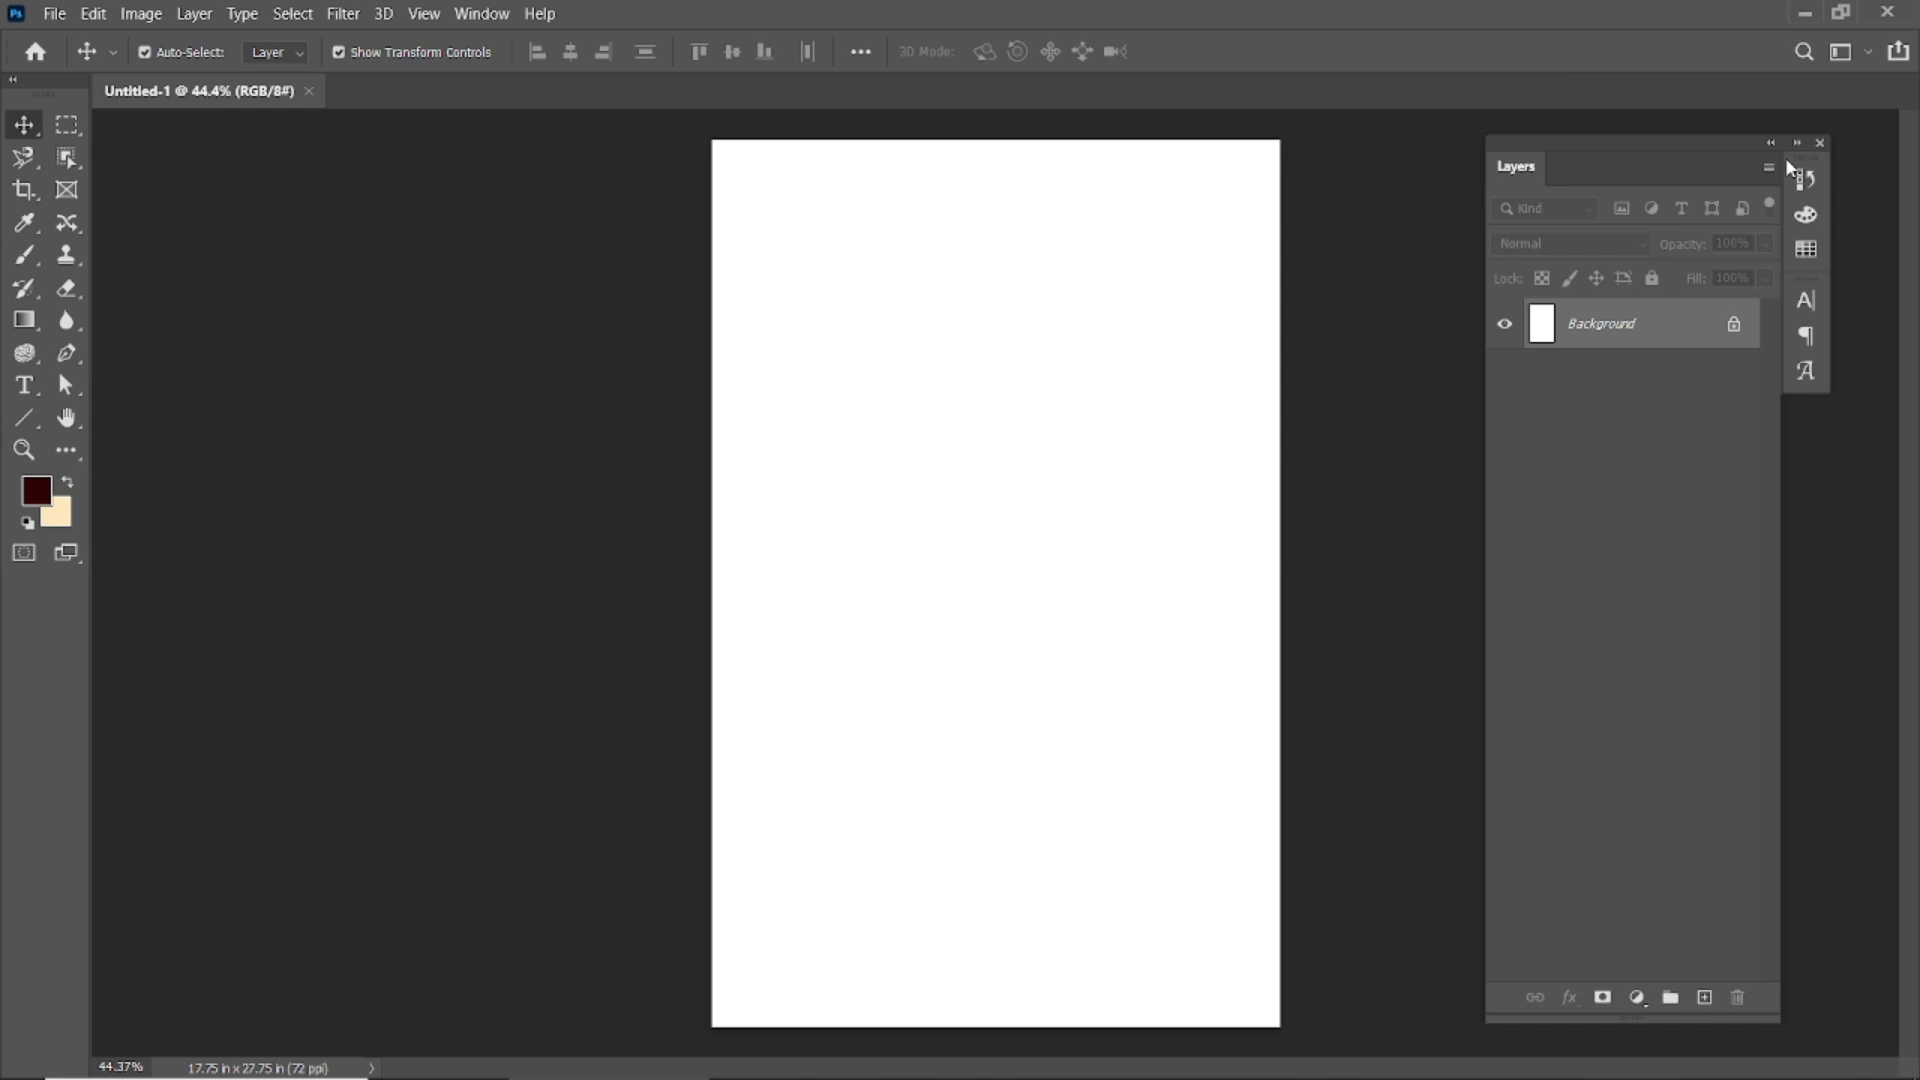 Ps File Edit Image Layer Type Select Filter 3D View Window Help
Auto-Select: Layer Show Transform Controls 3D Mode:
Untitled-1 @ 44.4% (RGB/8#)
Layers
Kind
Normal Opacity: 100%
Lock: Fill: 100%
Background
44.37% 17.75 in x 27.75 in (72 ppi)